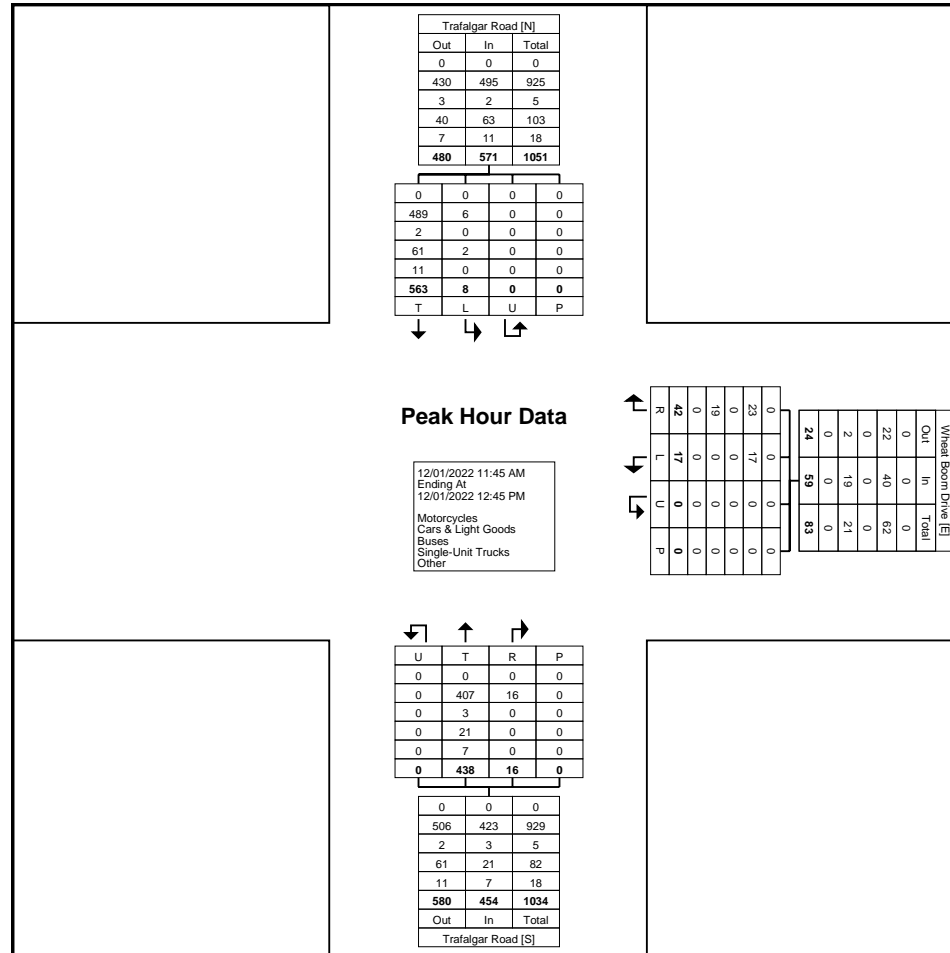 Trafalgar Road [N]
Out In Total
0 0 0
430 495 925
3 2 5
40 63 103
7 11 18
480 571 1051
0 0 0 0
489 6 0 0
2 0 0 0
61 2 0 0
11 0 0 0
563 8 0 0
T L U P
Peak Hour Data
12/01/2022 11:45 AM
Ending At
12/01/2022 12:45 PM
Motorcycles
Cars & Light Goods
Buses
Single-Unit Trucks
Other
Wheat Boom Drive [E]
Out In Total
0 0 0
22 40 62
0 0 0
2 19 21
0 0 0
24 59 83
0 0 0 0
23 17 0 0
0 0 0 0
19 0 0 0
0 0 0 0
42 17 0 0
R L U P
U T R P
0 0 0 0
0 407 16 0
0 3 0 0
0 21 0 0
0 7 0 0
0 438 16 0
0 0 0
506 423 929
2 3 5
61 21 82
11 7 18
580 454 1034
Out In Total
Trafalgar Road [S]